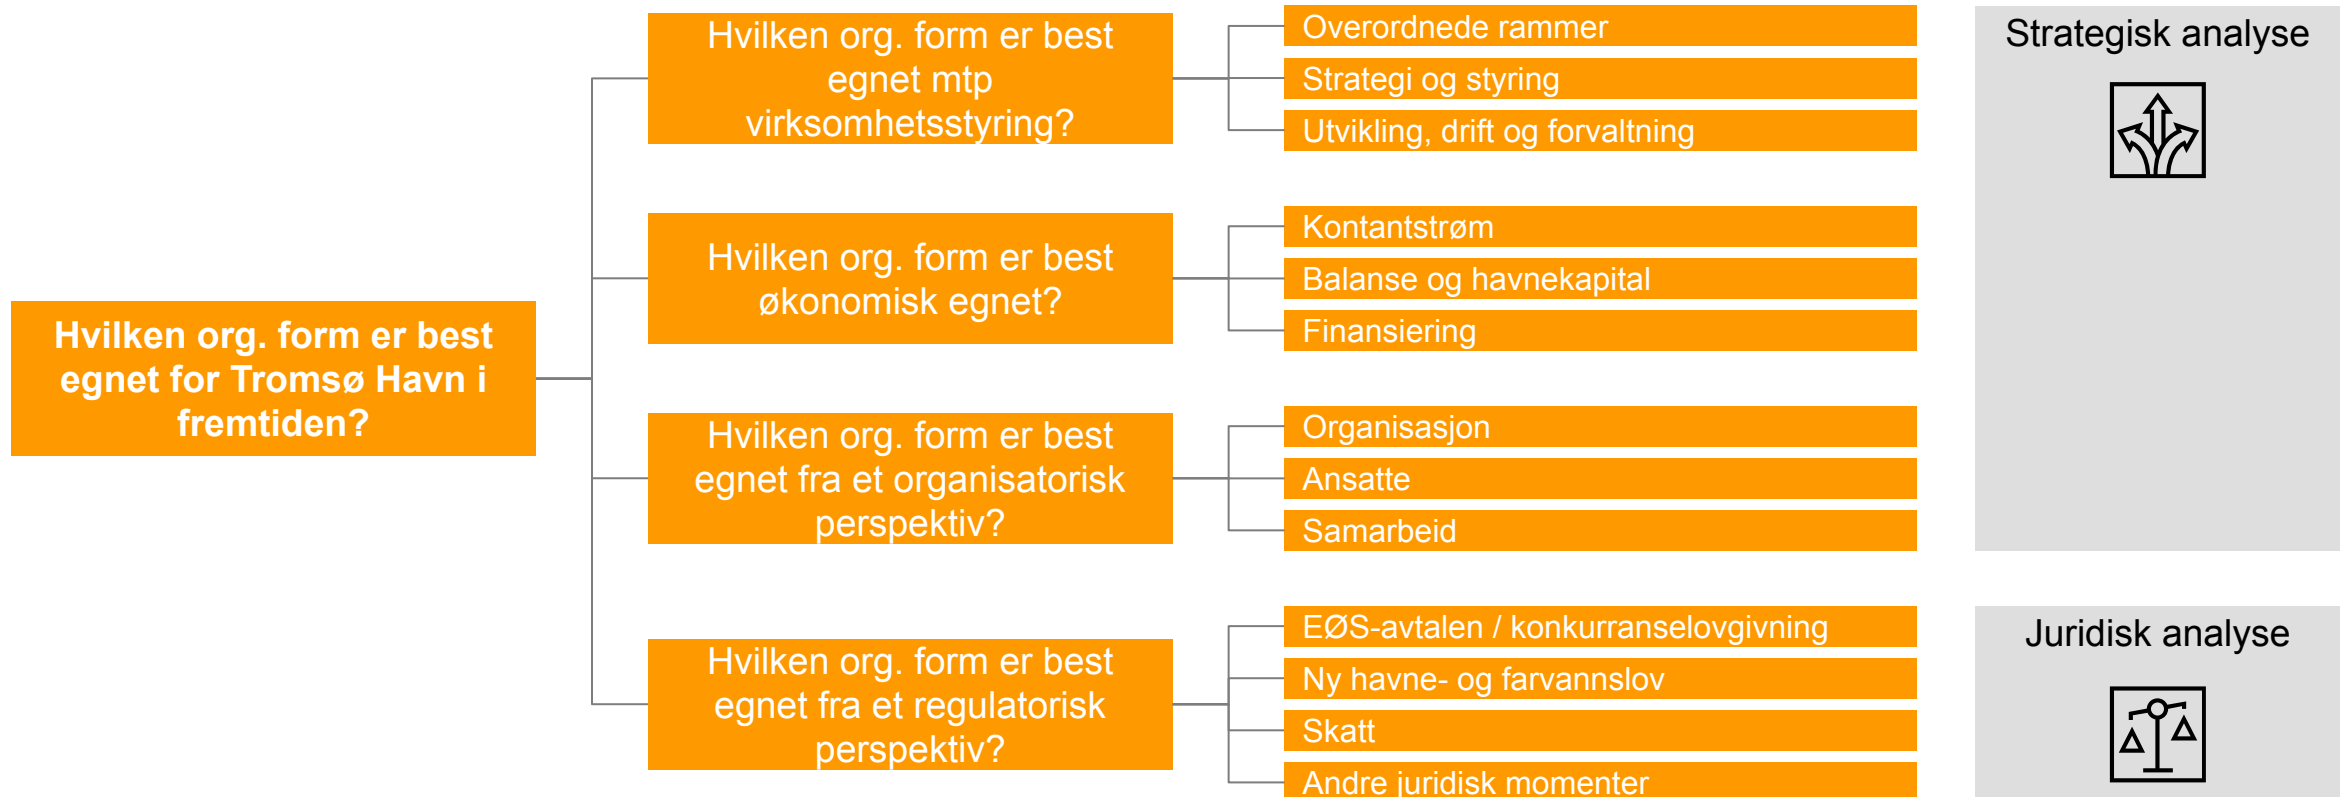 Hvilken org. form er best
egnet for Tromsø Havn i
fremtiden?
Hvilken org. form er best
egnet mtp
virksomhetsstyring?
Overordnede rammer
Strategi og styring
Utvikling, drift og forvaltning
Hvilken org. form er best
økonomisk egnet?
Kontantstrøm
Balanse og havnekapital
Finansiering
Hvilken org. form er best
egnet fra et organisatorisk
perspektiv?
Organisasjon
Ansatte
Samarbeid
Hvilken org. form er best
egnet fra et regulatorisk
perspektiv?
EØS-avtalen / konkurranselovgivning
Ny havne- og farvannslov
Skatt
Andre juridisk momenter
Strategisk analyse
Juridisk analyse